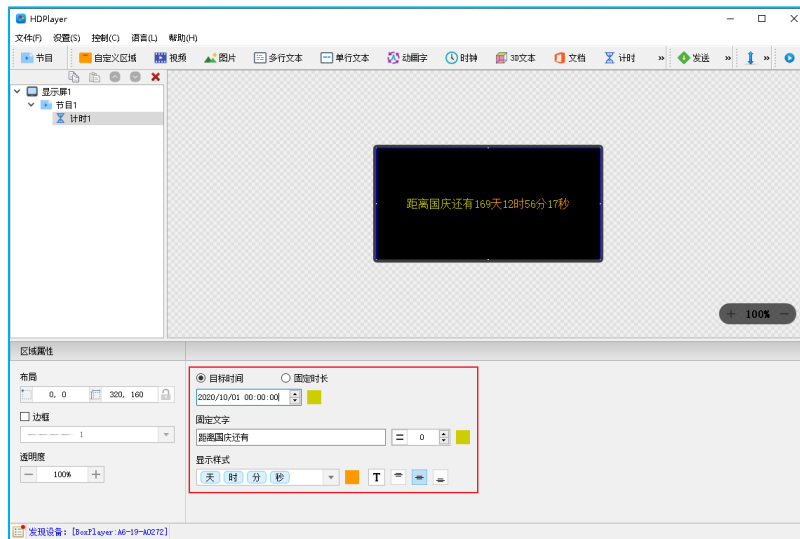 HDPlayer
文件(F) 设置(S) 控制(C) 语言(L) 帮助(H)
节目 自定义区域 视频 图片 多行文本 单行文本 动画字 时钟 3D文本 文档 计时 » 发送 » »
显示屏1
节目1
计时1
距离国庆还有169天12时56分17秒
+ 100% −
区域属性
布局
0, 0 320, 160
边框
1
透明度
− 100% +
目标时间 固定时长
2020/10/01 00:00:00
固定文字
距离国庆还有
0
显示样式
天 时 分 秒 T
发现设备: [BoxPlayer:A6-19-A0272]